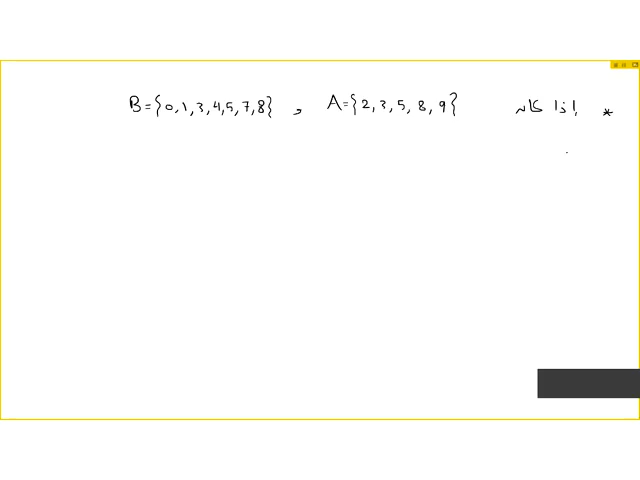 * إذا كان A={2, 3, 5, 8, 9} و B={0,1,3,4,5,7,8}